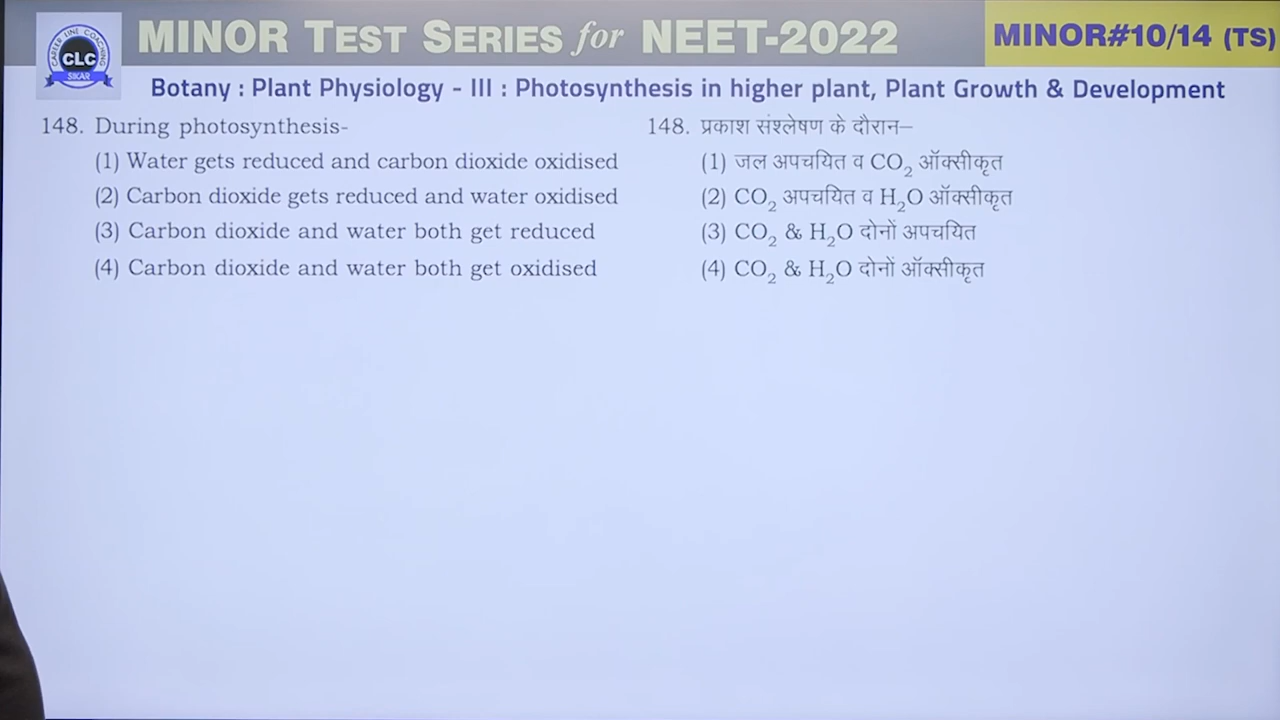 MINOR TEST SERIES for NEET-2022
MINOR#10/14 (TS)
CAREER LINE COACHING
CLC
SIKAR
Botany : Plant Physiology - III : Photosynthesis in higher plant, Plant Growth & Development
148. During photosynthesis-
(1) Water gets reduced and carbon dioxide oxidised
(2) Carbon dioxide gets reduced and water oxidised
(3) Carbon dioxide and water both get reduced
(4) Carbon dioxide and water both get oxidised
148. प्रकाश संश्लेषण के दौरान–
(1) जल अपचयित व CO₂ ऑक्सीकृत
(2) CO₂ अपचयित व H₂O ऑक्सीकृत
(3) CO₂ & H₂O दोनों अपचयित
(4) CO₂ & H₂O दोनों ऑक्सीकृत